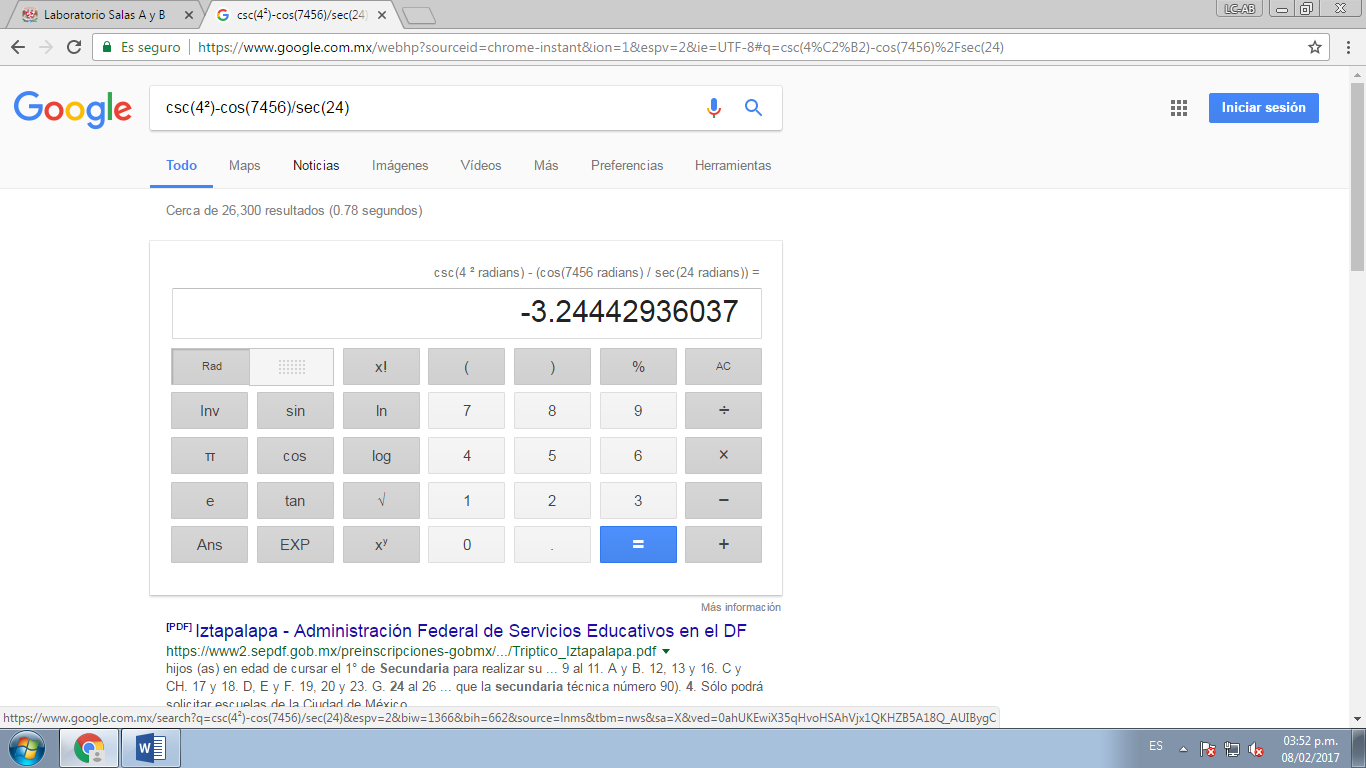 Laboratorio Salas A y B
csc(4²)-cos(7456)/sec(24)
LC-AB
Es seguro
https://www.google.com.mx/webhp?sourceid=chrome-instant&ion=1&espv=2&ie=UTF-8#q=csc(4%C2%B2)-cos(7456)%2Fsec(24)
Google
csc(4²)-cos(7456)/sec(24)
Iniciar sesión
Todo Maps Noticias Imágenes Vídeos Más Preferencias Herramientas
Cerca de 26,300 resultados (0.78 segundos)
csc(4 ² radians) - (cos(7456 radians) / sec(24 radians)) =
-3.24442936037
Rad x! ( ) % AC
Inv sin ln 7 8 9 ÷
π cos log 4 5 6 ×
e tan √ 1 2 3 −
Ans EXP xʸ 0 . = +
Más información
[PDF] Iztapalapa - Administración Federal de Servicios Educativos en el DF
https://www2.sepdf.gob.mx/preinscripciones-gobmx/.../Triptico_Iztapalapa.pdf
hijos (as) en edad de cursar el 1° de Secundaria para realizar su ... 9 al 11. A y B. 12, 13 y 16. C y
CH. 17 y 18. D, E y F. 19, 20 y 23. G. 24 al 26 ... que la secundaria técnica número 90). 4. Sólo podrá
solicitar escuelas de la Ciudad de México
https://www.google.com.mx/search?q=csc(4²)-cos(7456)/sec(24)&espv=2&biw=1366&bih=662&source=lnms&tbm=nws&sa=X&ved=0ahUKEwiX35qHvoHSAhVjx1QKHZB5A18Q_AUIBygC
ES
03:52 p.m.
08/02/2017